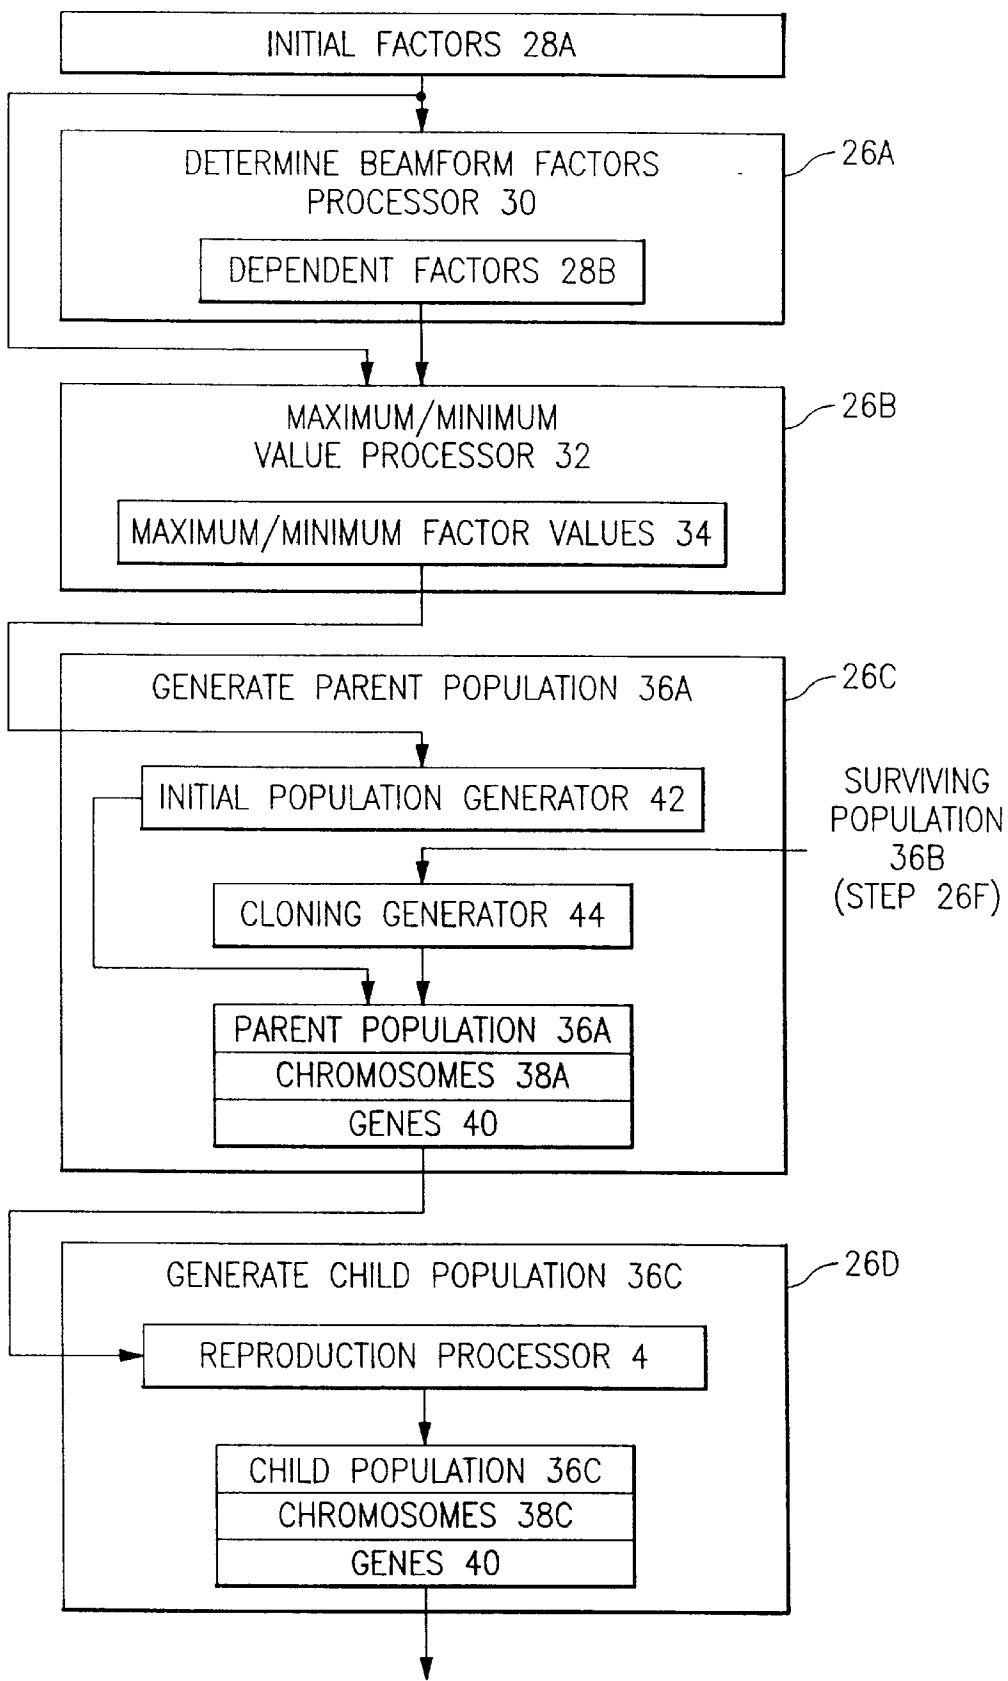 INITIAL FACTORS 28A
DETERMINE BEAMFORM FACTORS
PROCESSOR 30
26A
DEPENDENT FACTORS 28B
MAXIMUM/MINIMUM
VALUE PROCESSOR 32
26B
MAXIMUM/MINIMUM FACTOR VALUES 34
GENERATE PARENT POPULATION 36A
26C
INITIAL POPULATION GENERATOR 42
SURVIVING
POPULATION
36B
(STEP 26F)
CLONING GENERATOR 44
PARENT POPULATION 36A
CHROMOSOMES 38A
GENES 40
GENERATE CHILD POPULATION 36C
26D
REPRODUCTION PROCESSOR 4
CHILD POPULATION 36C
CHROMOSOMES 38C
GENES 40